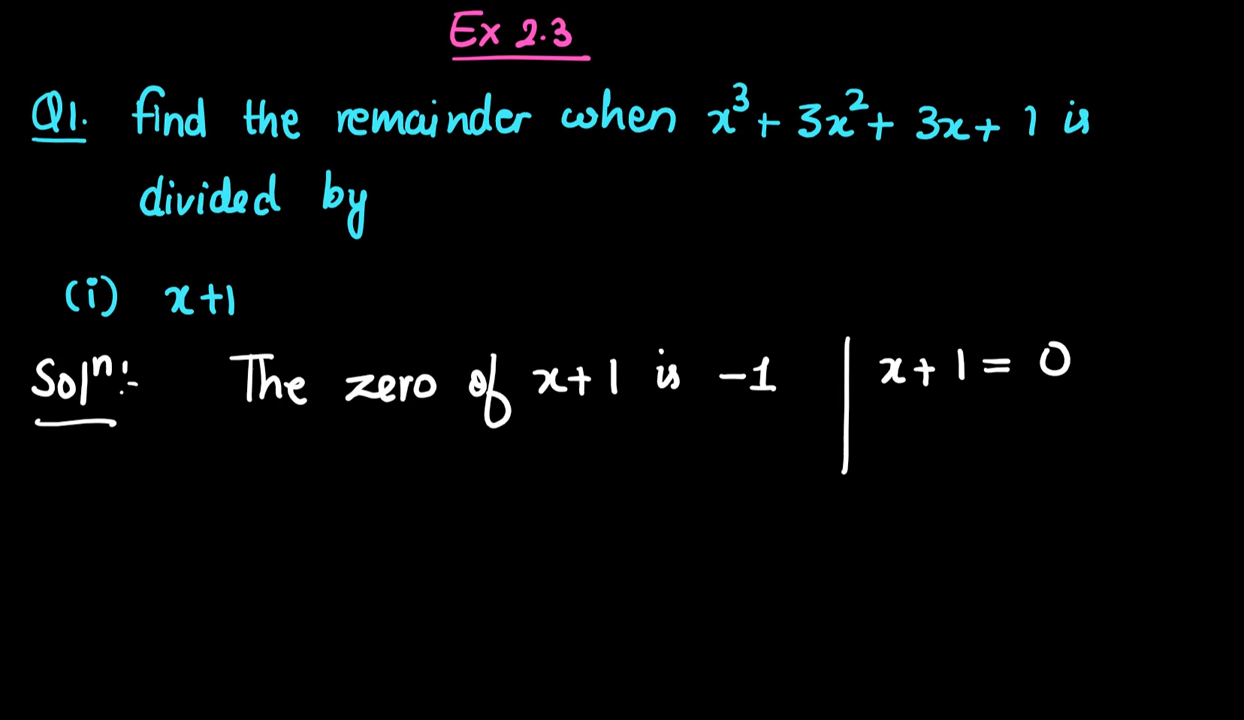 Ex 2.3
Q1. find the remainder when x³ + 3x² + 3x + 1 is
divided by
(i) x+1
Solⁿ:- The zero of x+1 is -1 | x+1 = 0